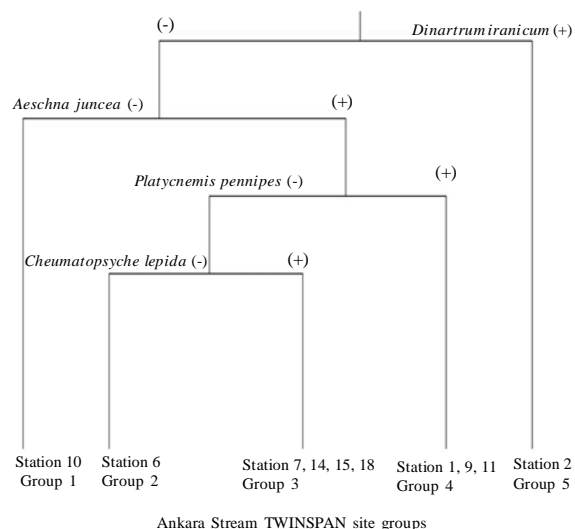 (-) Dinartrum iranicum (+)
Aeschna juncea (-) (+)
Platycnemis pennipes (-) (+)
Cheumatopsyche lepida (-) (+)
Station 10 Station 6 Station 7, 14, 15, 18 Station 1, 9, 11 Station 2
Group 1 Group 2 Group 3 Group 4 Group 5
Ankara Stream TWINSPAN site groups